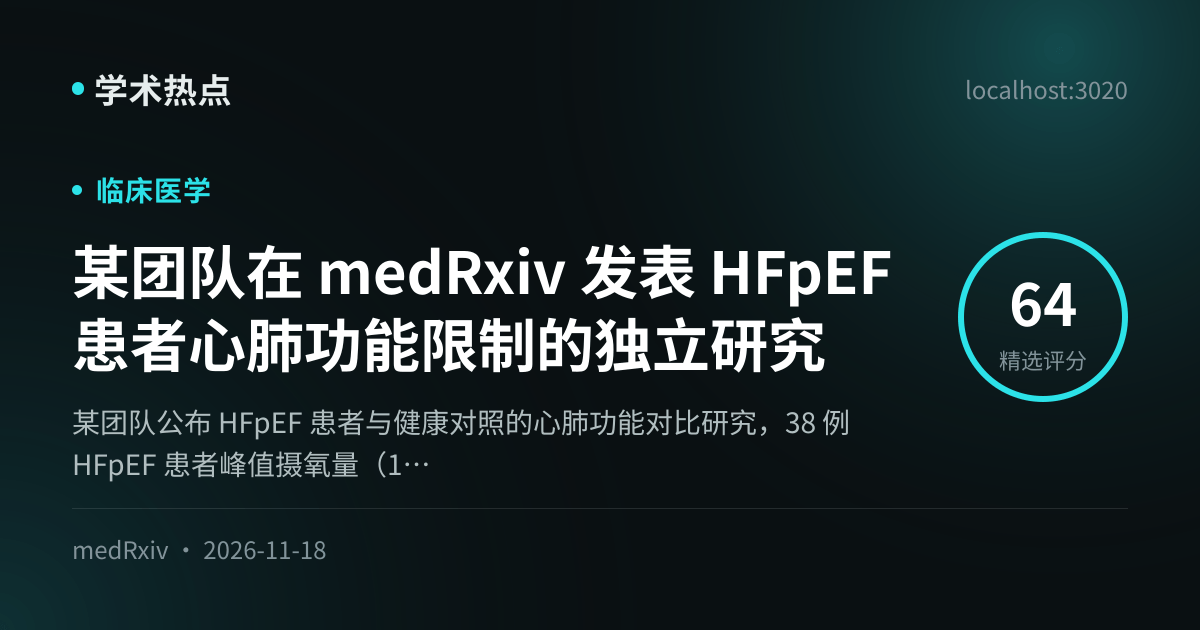 学术热点
localhost:3020
临床医学
某团队在 medRxiv 发表 HFpEF
患者心肺功能限制的独立研究
64
精选评分
某团队公布 HFpEF 患者与健康对照的心肺功能对比研究，38 例
HFpEF 患者峰值摄氧量（1…
medRxiv · 2026-11-18